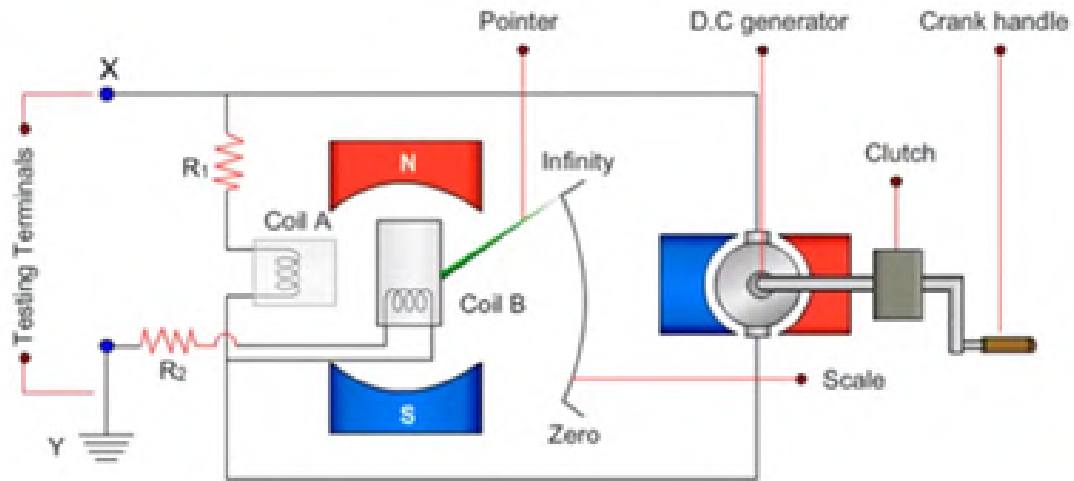 Pointer
D.C generator
Crank handle
X
Testing Terminals
R1
N
Infinity
Clutch
Coil A
Coil B
R2
Scale
S
Y
Zero